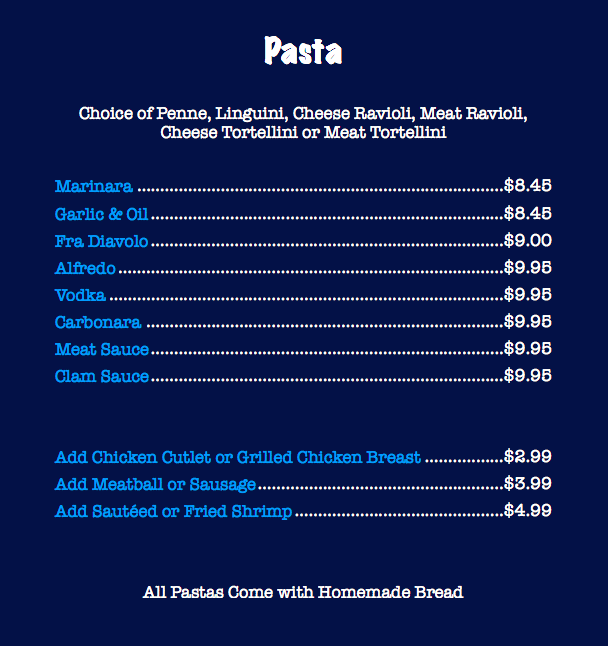 Pasta
Choice of Penne, Linguini, Cheese Ravioli, Meat Ravioli,
Cheese Tortellini or Meat Tortellini
Marinara ........ $8.45
Garlic & Oil ........ $8.45
Fra Diavolo ........ $9.00
Alfredo ........ $9.95
Vodka ........ $9.95
Carbonara ........ $9.95
Meat Sauce ........ $9.95
Clam Sauce ........ $9.95
Add Chicken Cutlet or Grilled Chicken Breast ........ $2.99
Add Meatball or Sausage ........ $3.99
Add Sautéed or Fried Shrimp ........ $4.99
All Pastas Come with Homemade Bread